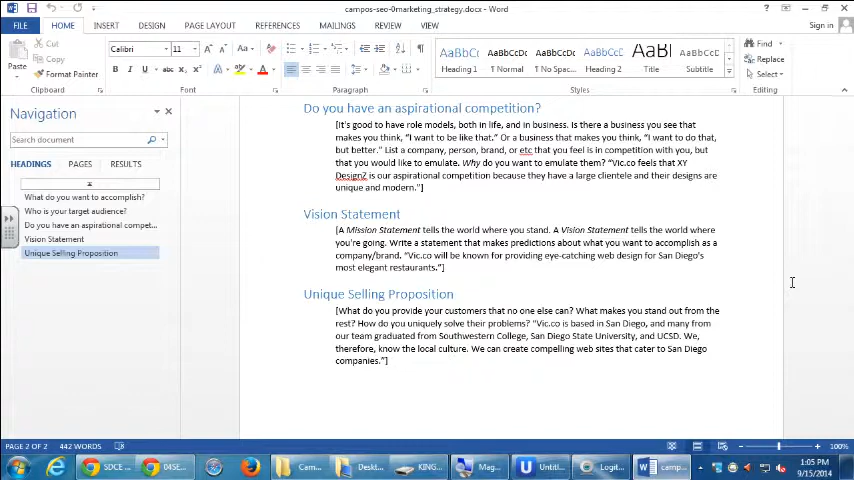 campos-seo-0marketing_strategy.docx - Word
FILE HOME INSERT DESIGN PAGE LAYOUT REFERENCES MAILINGS REVIEW VIEW Sign in
Paste Cut Copy Format Painter
Calibri 11
AaBbCc AaBbCcDc AaBbCcDc AaBbCc AaBl AaBbCcD
Heading 1 ¶ Normal ¶ No Spac... Heading 2 Title Subtitle
Find Replace Select
Clipboard Font Paragraph Styles Editing
Navigation
Search document
HEADINGS PAGES RESULTS
What do you want to accomplish?
Who is your target audience?
Do you have an aspirational compet...
Vision Statement
Unique Selling Proposition
Do you have an aspirational competition?
[It's good to have role models, both in life, and in business. Is there a business you see that
makes you think, “I want to be like that.” Or a business that makes you think, “I want to do that,
but better.” List a company, person, brand, or etc that you feel is in competition with you, but
that you would like to emulate. Why do you want to emulate them? “Vic.co feels that XY
DesignZ is our aspirational competition because they have a large clientele and their designs are
unique and modern.”]
Vision Statement
[A Mission Statement tells the world where you stand. A Vision Statement tells the world where
you're going. Write a statement that makes predictions about what you want to accomplish as a
company/brand. “Vic.co will be known for providing eye-catching web design for San Diego's
most elegant restaurants.”]
Unique Selling Proposition
[What do you provide your customers that no one else can? What makes you stand out from the
rest? How do you uniquely solve their problems? “Vic.co is based in San Diego, and many from
our team graduated from Southwestern College, San Diego State University, and UCSD. We,
therefore, know the local culture. We can create compelling web sites that cater to San Diego
companies.”]
PAGE 2 OF 2 442 WORDS 100%
SDCE ... 04SE... Cam... Deskt... KING... Mag... Untitl... Logit... camp...
1:05 PM
9/15/2014